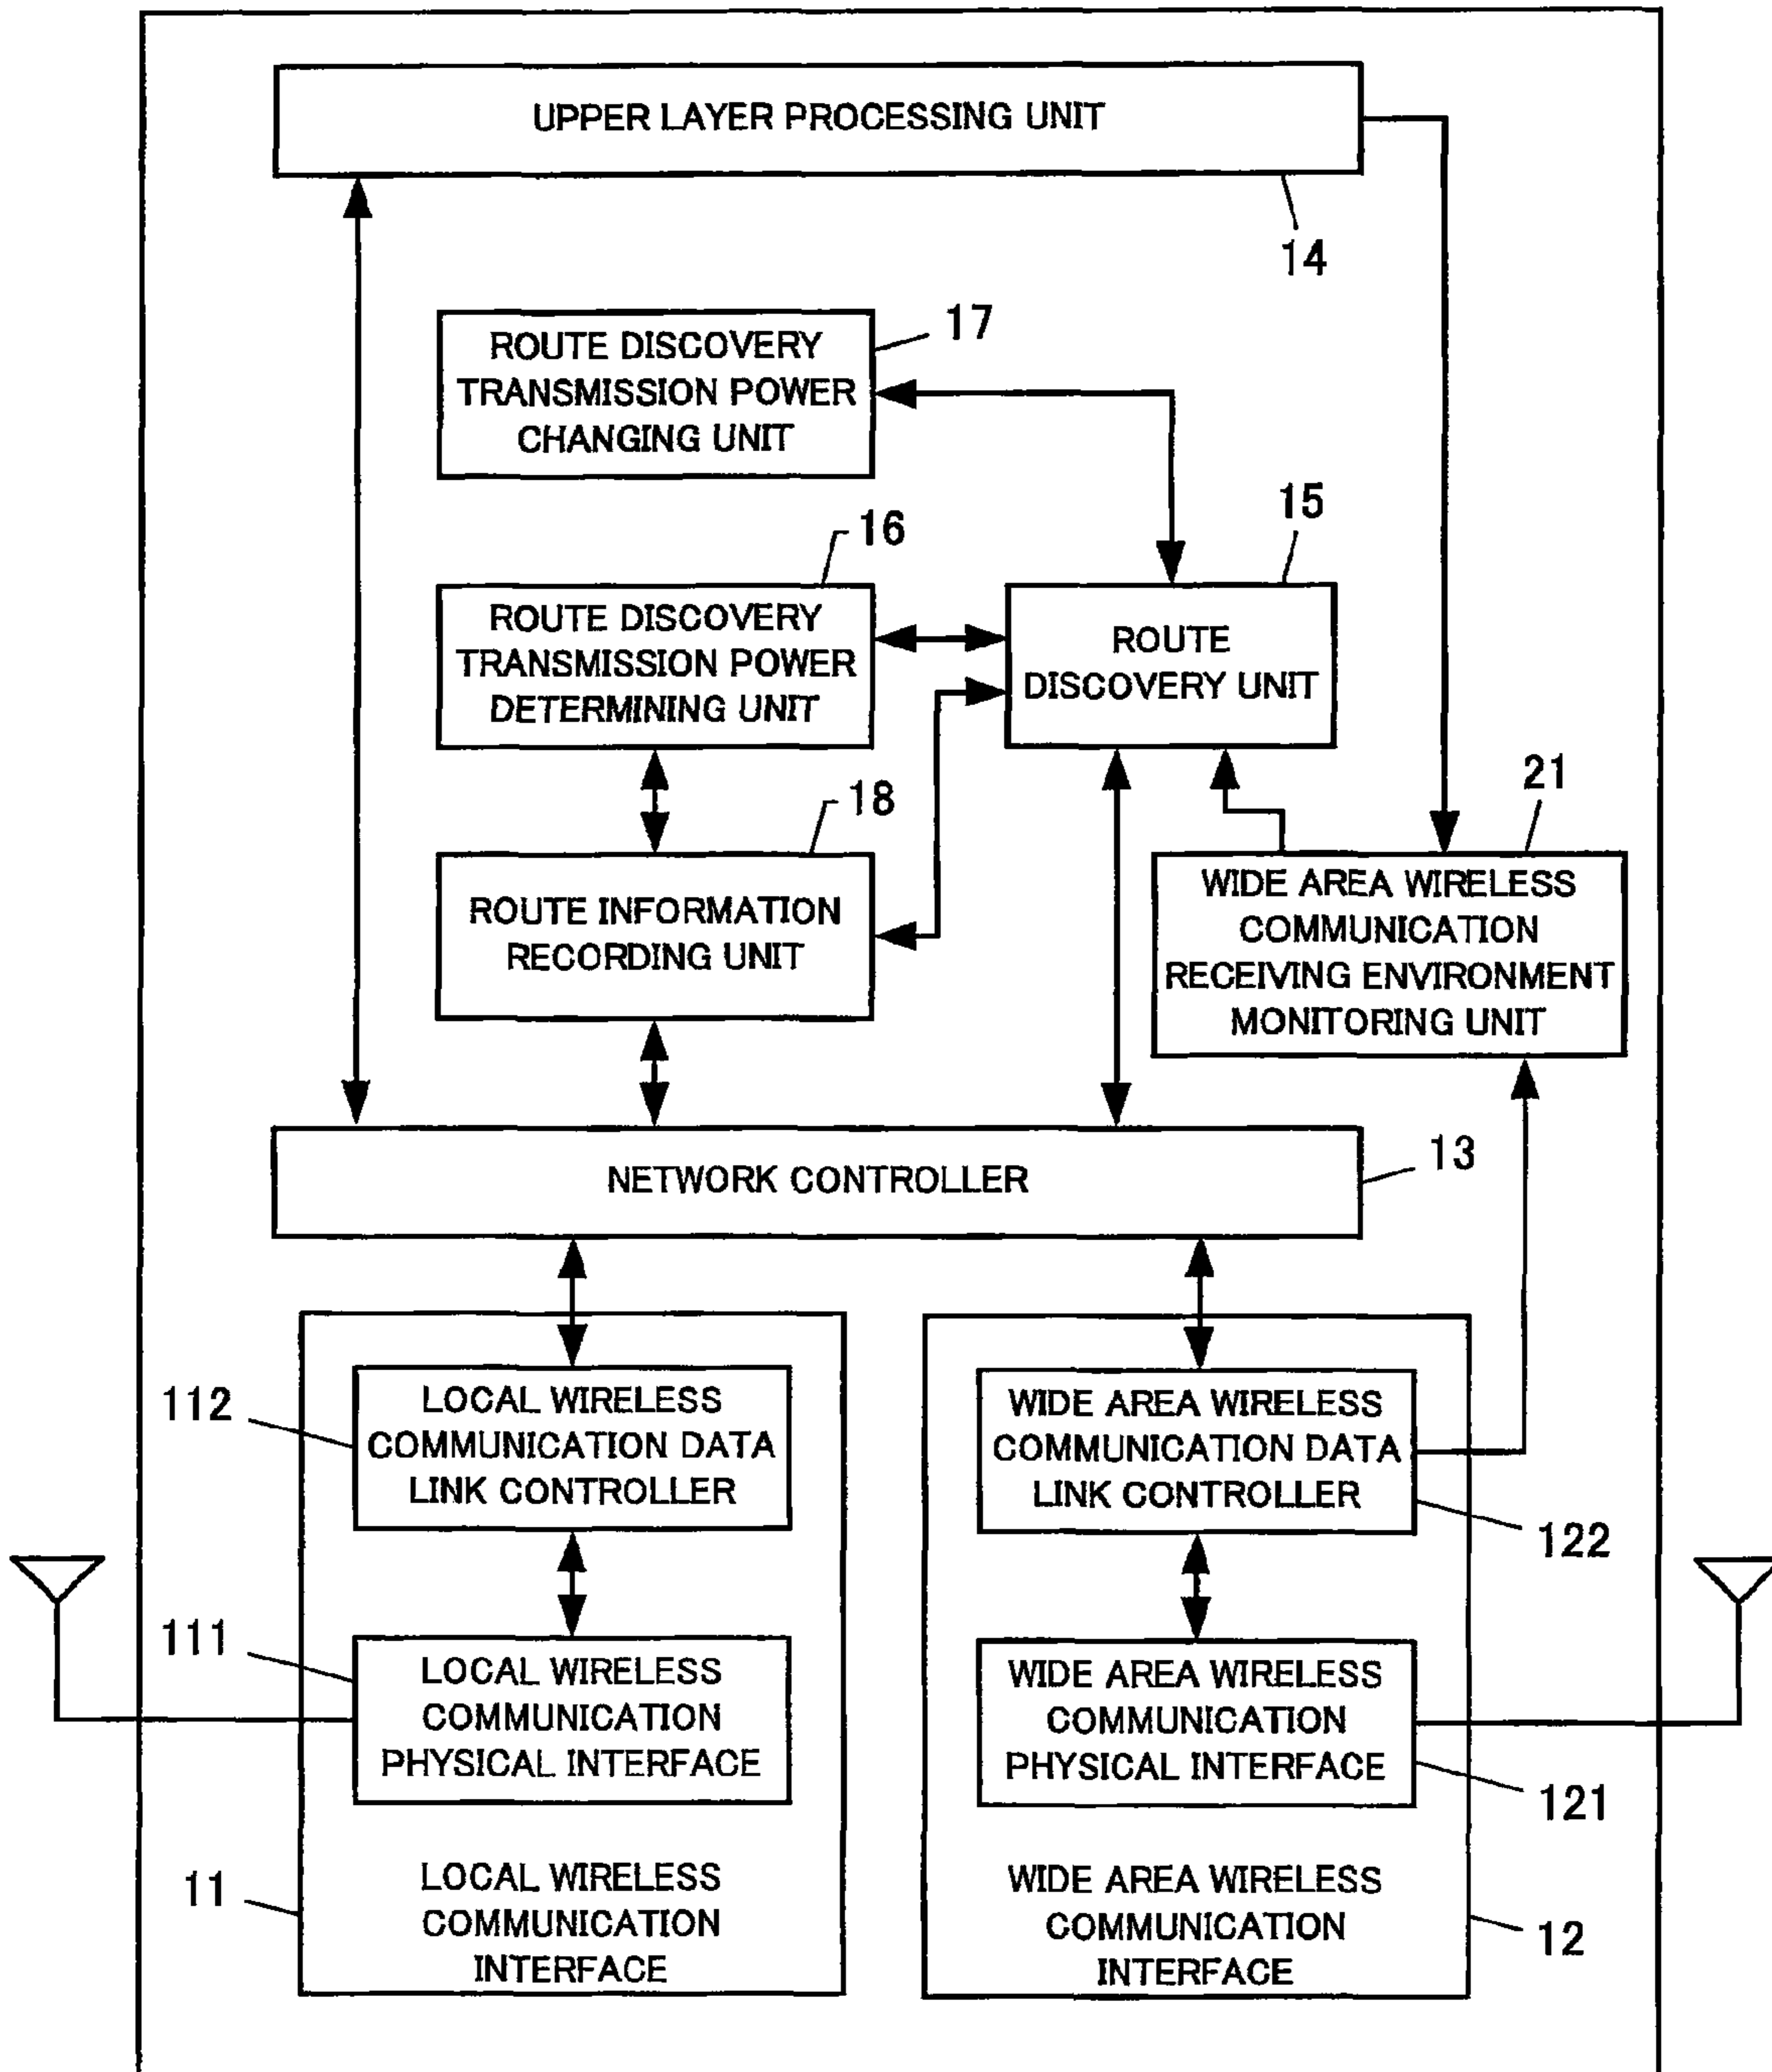 UPPER LAYER PROCESSING UNIT
14
17
ROUTE DISCOVERY
TRANSMISSION POWER
CHANGING UNIT
16
15
ROUTE DISCOVERY
TRANSMISSION POWER
DETERMINING UNIT
ROUTE
DISCOVERY UNIT
18
21
ROUTE INFORMATION
RECORDING UNIT
WIDE AREA WIRELESS
COMMUNICATION
RECEIVING ENVIRONMENT
MONITORING UNIT
NETWORK CONTROLLER
13
112
LOCAL WIRELESS
COMMUNICATION DATA
LINK CONTROLLER
WIDE AREA WIRELESS
COMMUNICATION DATA
LINK CONTROLLER
122
111
LOCAL WIRELESS
COMMUNICATION
PHYSICAL INTERFACE
WIDE AREA WIRELESS
COMMUNICATION
PHYSICAL INTERFACE
121
11
LOCAL WIRELESS
COMMUNICATION
INTERFACE
WIDE AREA WIRELESS
COMMUNICATION
INTERFACE
12